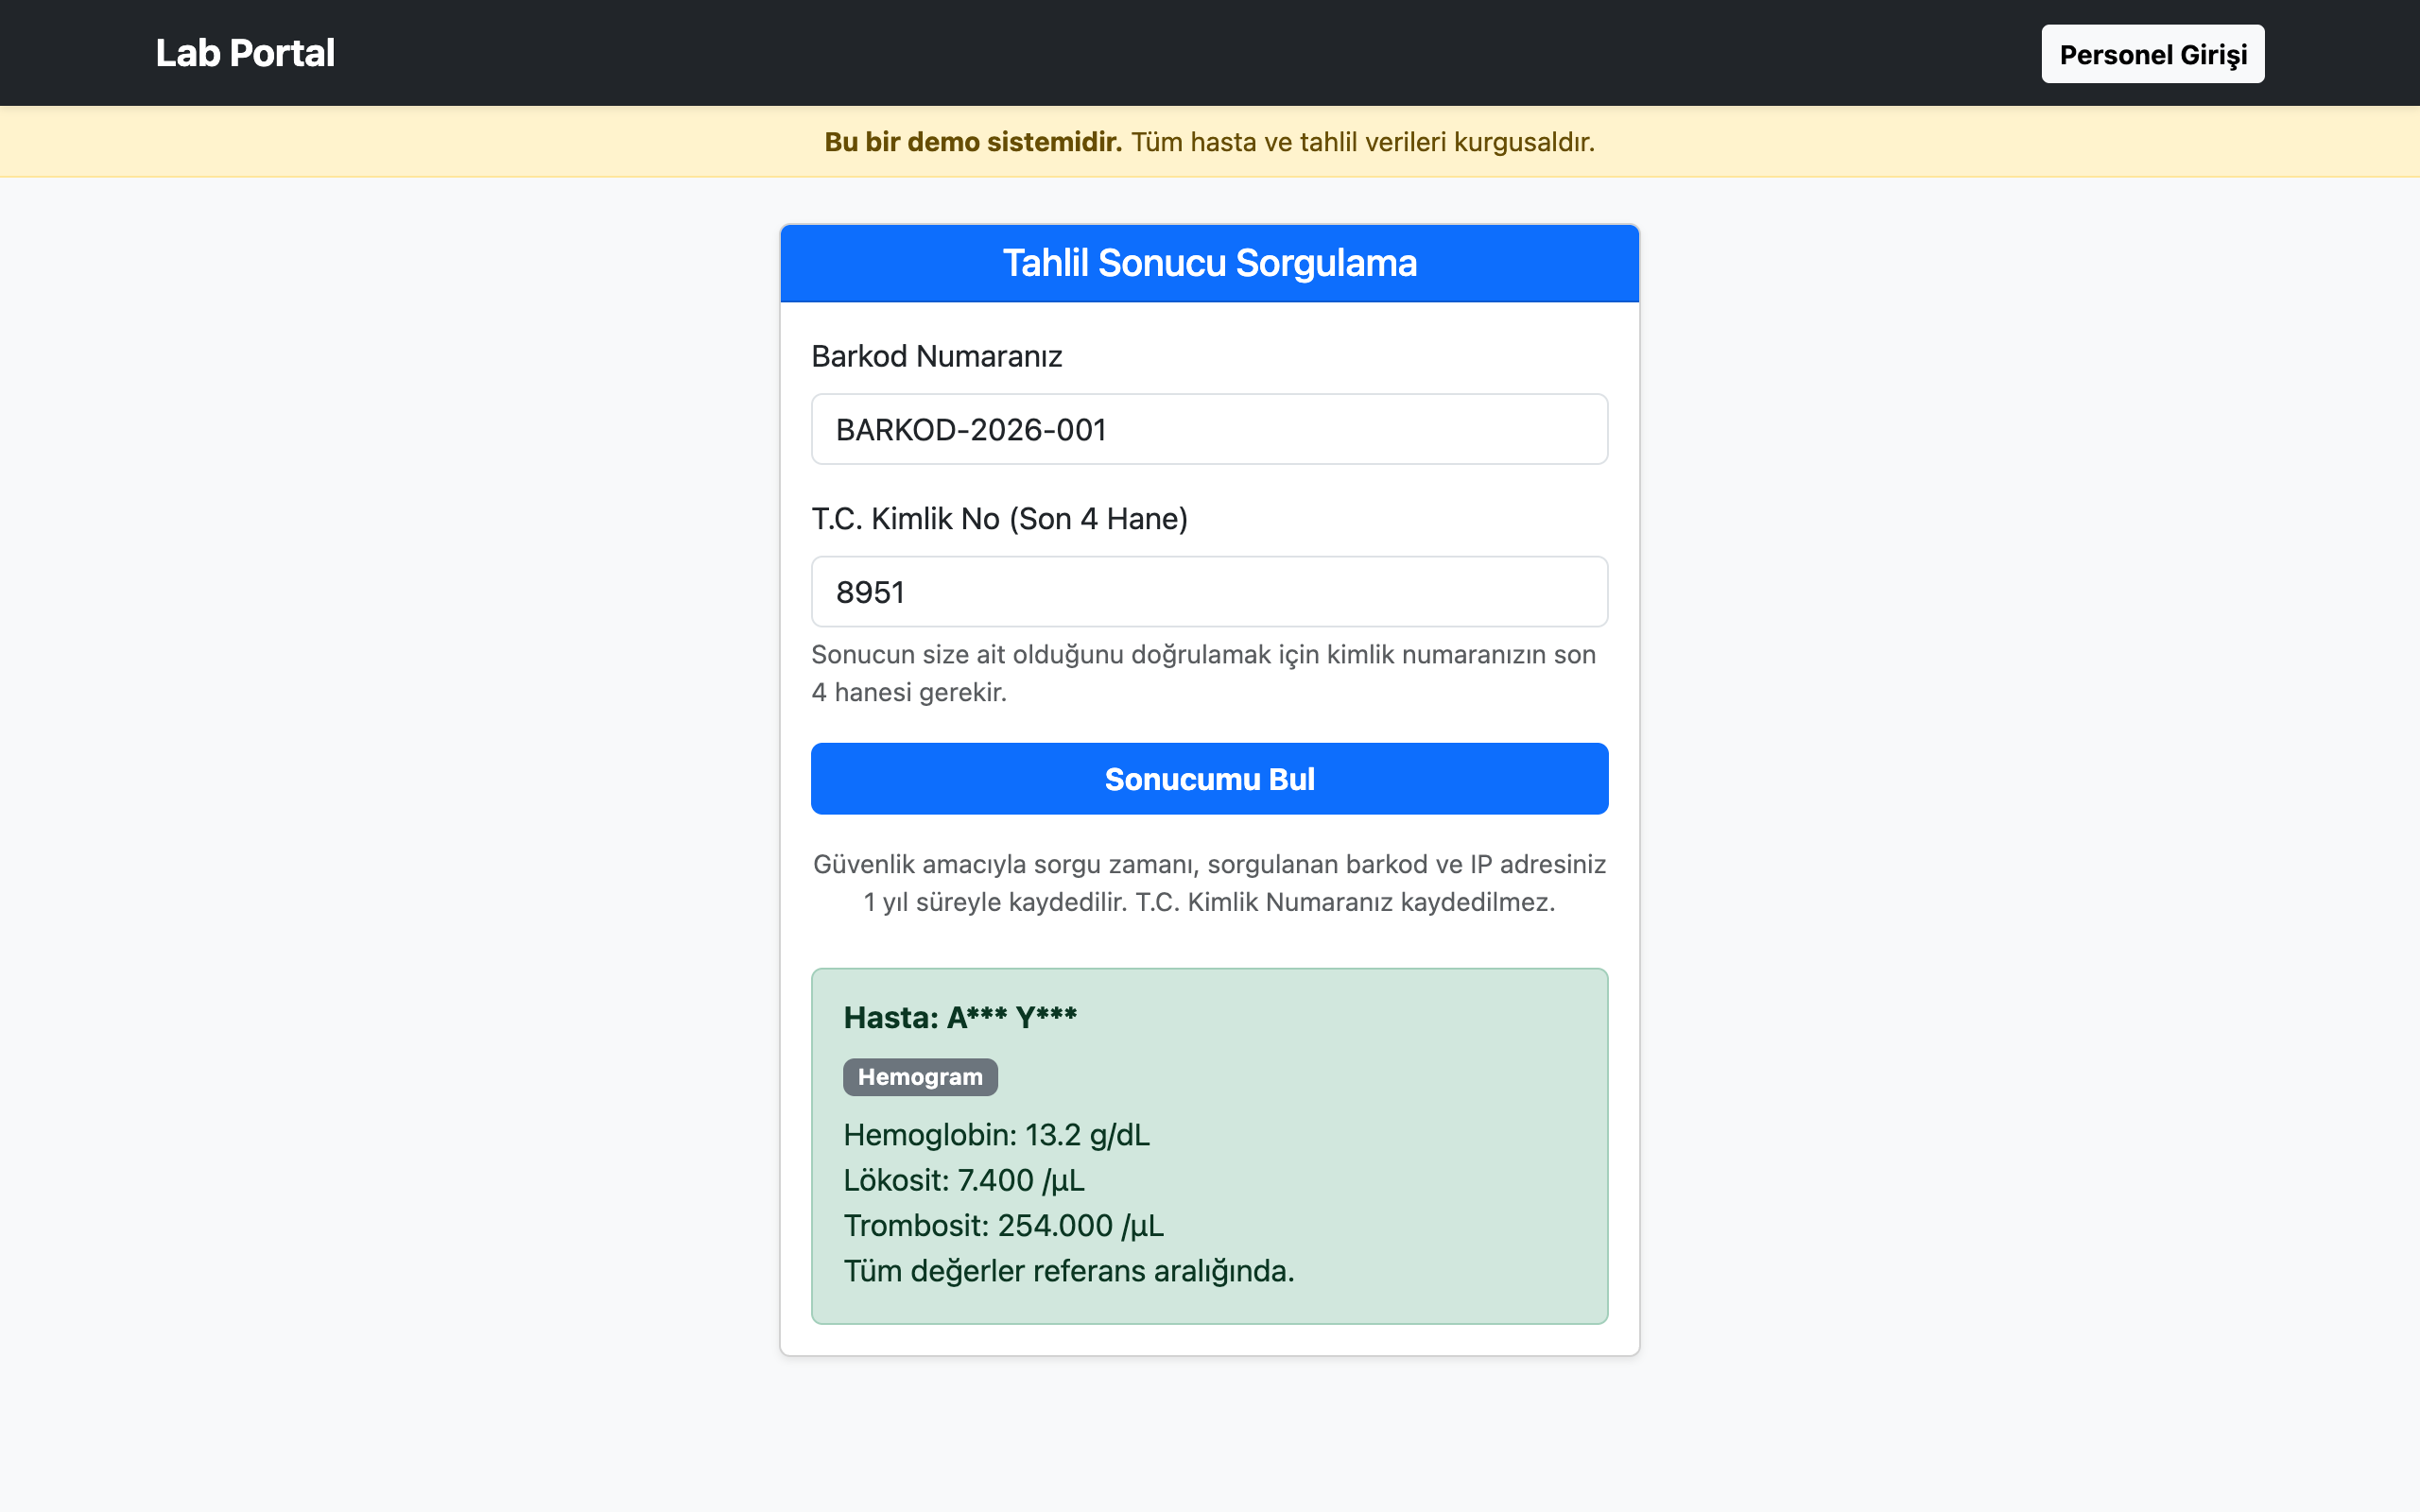 Lab Portal
Personel Girişi
Bu bir demo sistemidir. Tüm hasta ve tahlil verileri kurgusaldır.
Tahlil Sonucu Sorgulama
Barkod Numaranız
BARKOD-2026-001
T.C. Kimlik No (Son 4 Hane)
8951
Sonucun size ait olduğunu doğrulamak için kimlik numaranızın son
4 hanesi gerekir.
Sonucumu Bul
Güvenlik amacıyla sorgu zamanı, sorgulanan barkod ve IP adresiniz
1 yıl süreyle kaydedilir. T.C. Kimlik Numaranız kaydedilmez.
Hasta: A*** Y***
Hemogram
Hemoglobin: 13.2 g/dL
Lökosit: 7.400 /µL
Trombosit: 254.000 /µL
Tüm değerler referans aralığında.